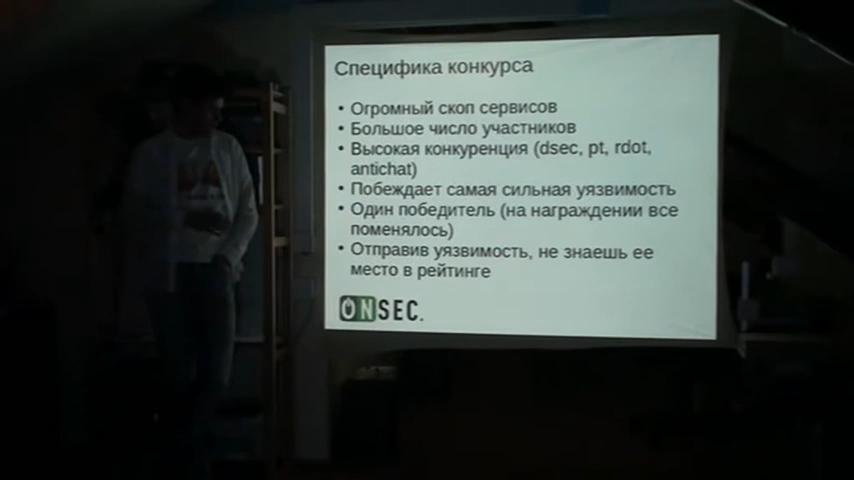 Специфика конкурса
• Огромный скоп сервисов
• Большое число участников
• Высокая конкуренция (dsec, pt, rdot,
antichat)
• Побеждает самая сильная уязвимость
• Один победитель (на награждении все
поменялось)
• Отправив уязвимость, не знаешь ее
место в рейтинге
ONSEC.